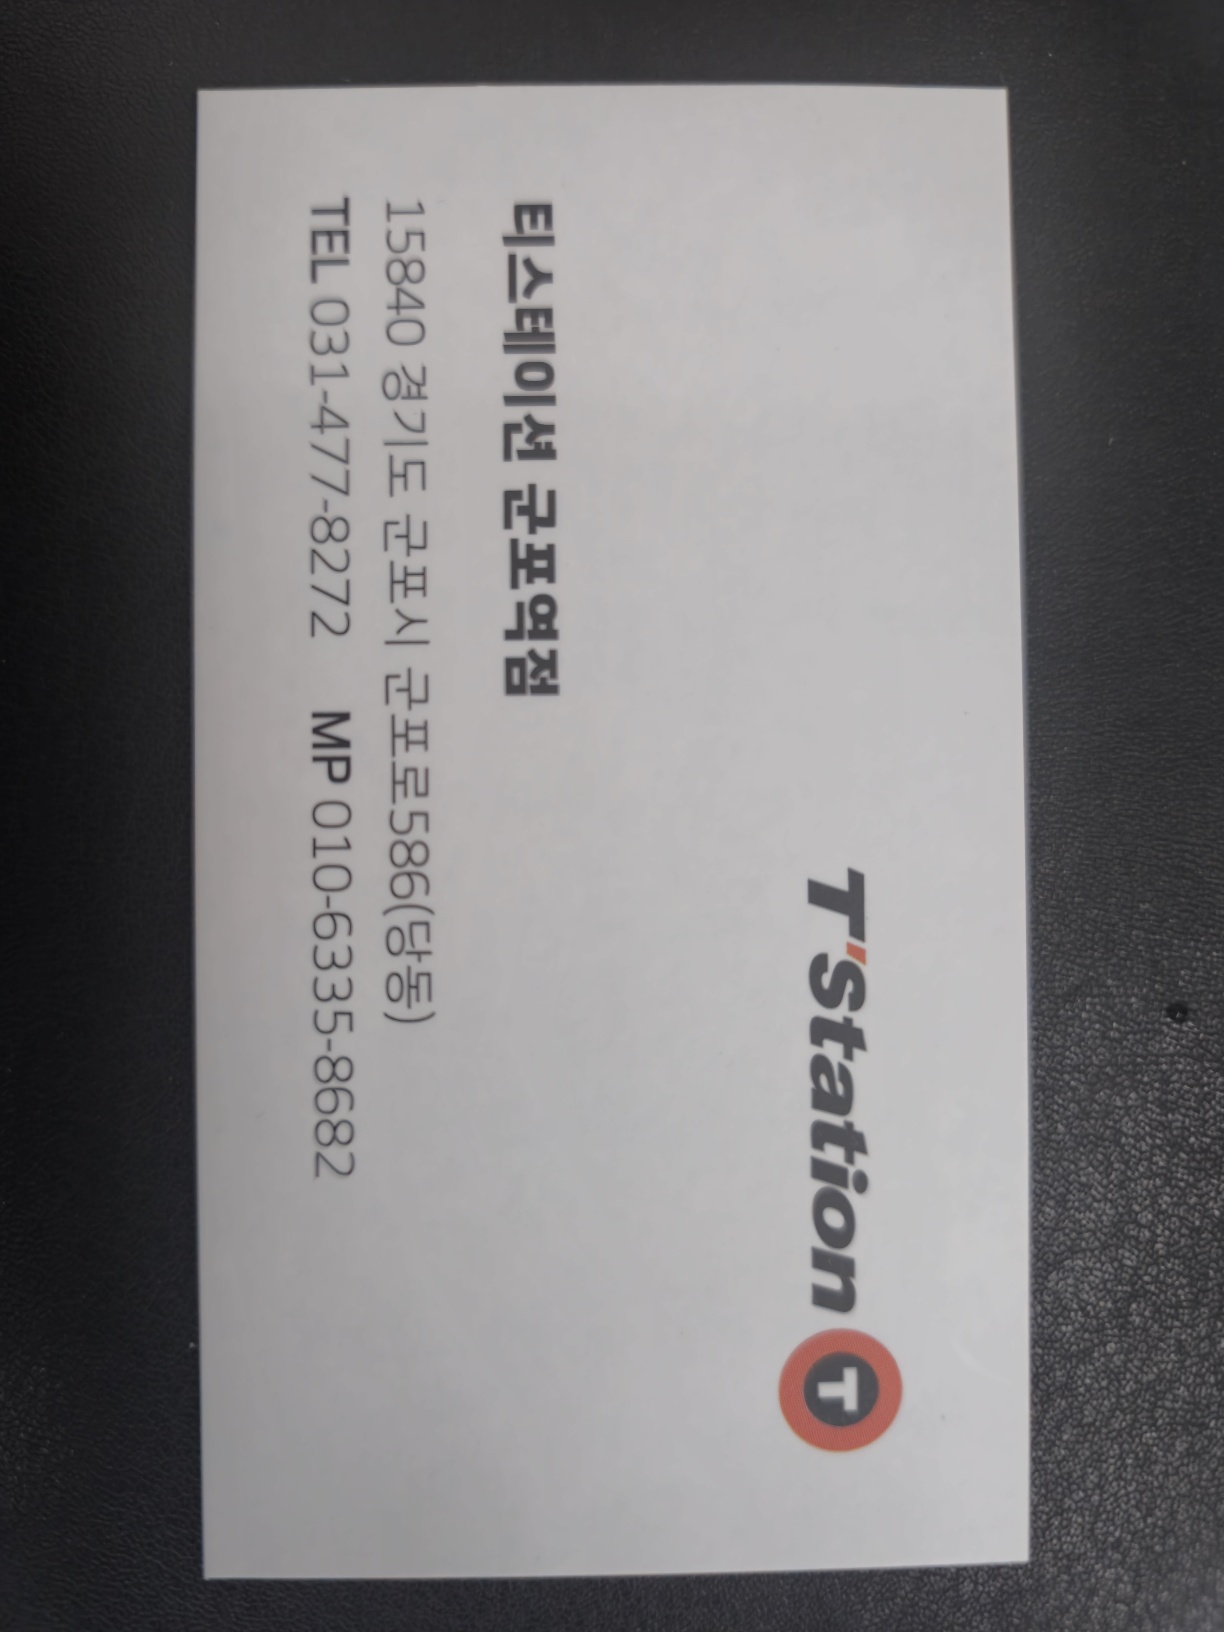 T'Station T
티스테이션 군포역점
15840 경기도 군포시 군포로586(당동)
TEL 031-477-8272 MP 010-6335-8682